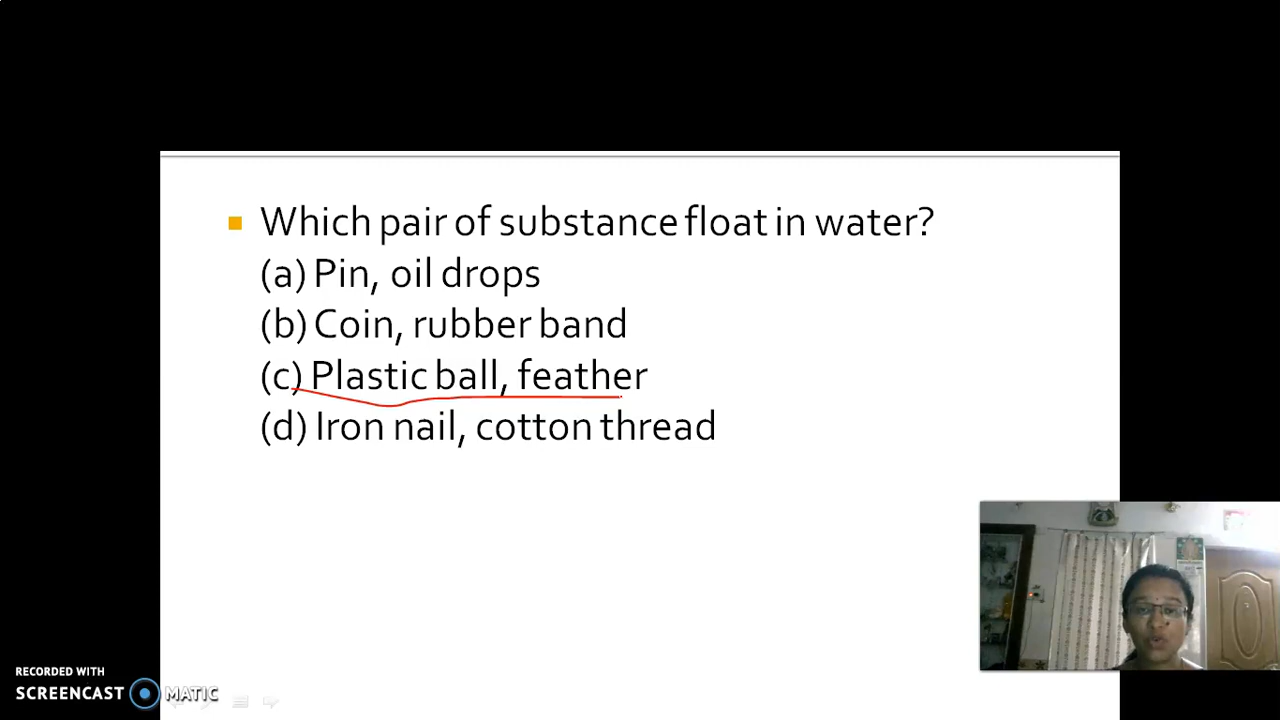 Which pair of substance float in water?
(a) Pin, oil drops
(b) Coin, rubber band
(c) Plastic ball, feather
(d) Iron nail, cotton thread
RECORDED WITH
SCREENCAST MATIC